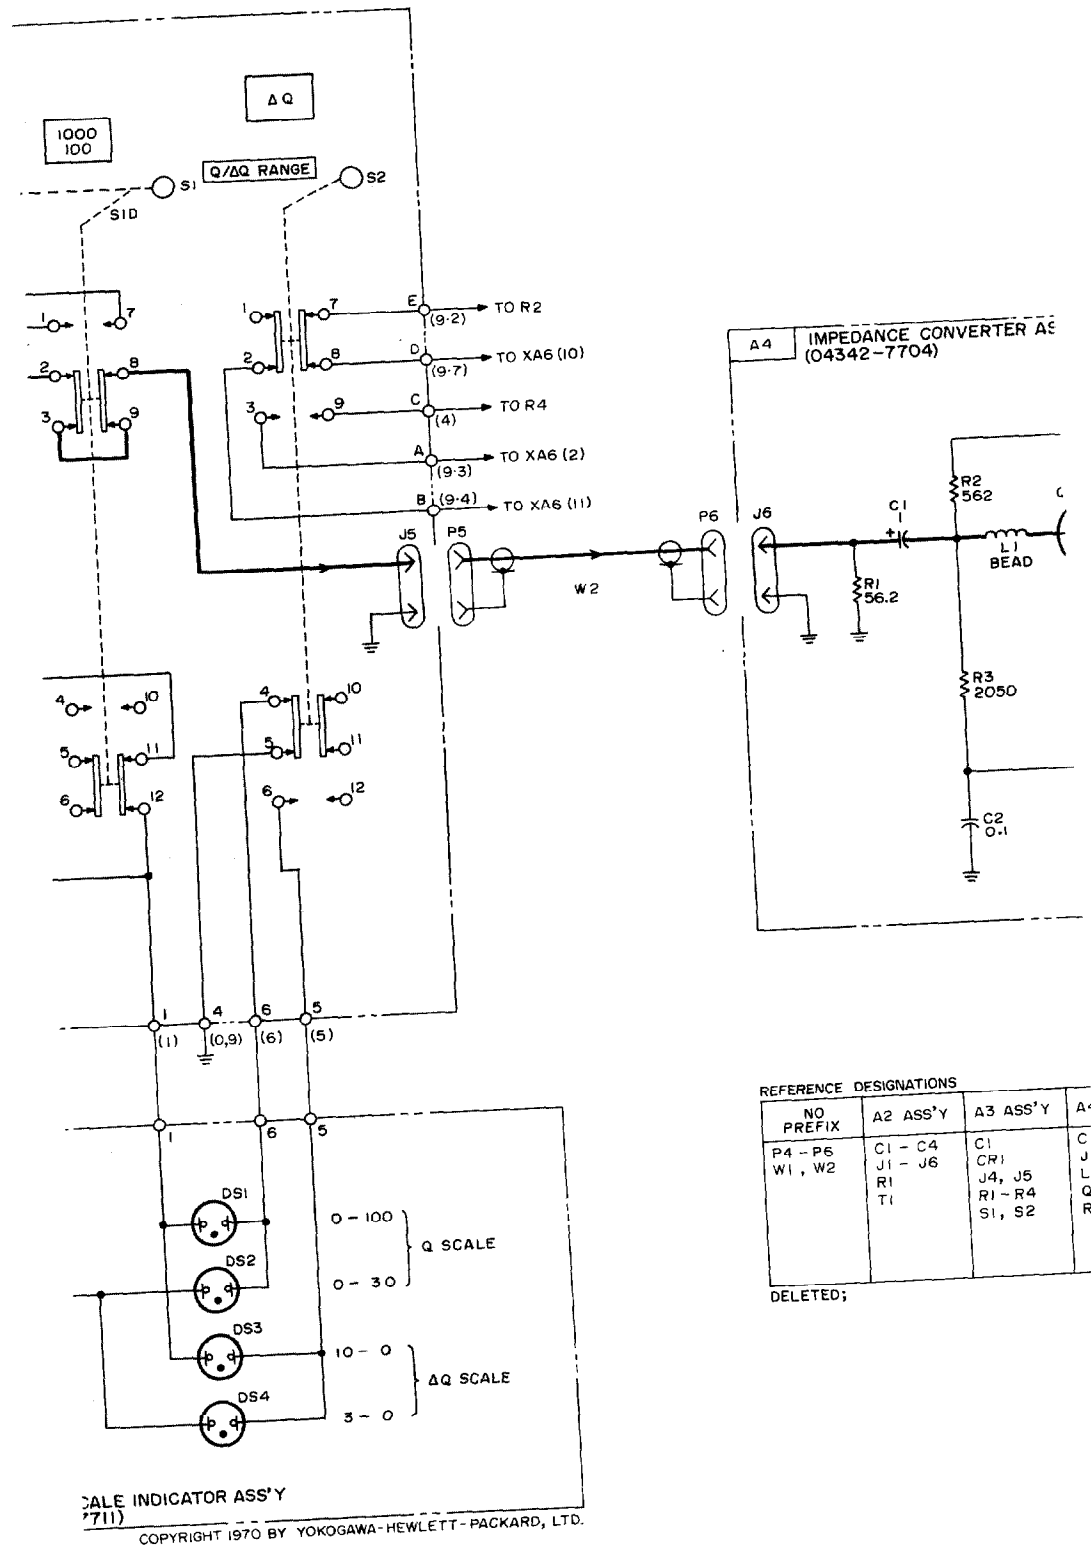 ΔQ
1000
100
Q/ΔQ RANGE
S1
S2
S1D
1
7
2
8
3
9
1
7
2
8
3
9
E
(9·2)
TO R2
D
(9·7)
TO XA6 (10)
C
(4)
TO R4
A
(9·3)
TO XA6 (2)
B
(9·4)
TO XA6 (11)
J5
P5
W2
P6
J6
A4
IMPEDANCE CONVERTER AS
(04342-7704)
C1
+
R2
562
L1
BEAD
R1
56.2
R3
2050
C2
0.1
4
10
5
11
6
12
4
10
5
11
6
12
1
4
6
5
(1)
(0,9)
(6)
(5)
1
6
5
DS1
0-100
Q SCALE
DS2
0-30
DS3
10-0
ΔQ SCALE
DS4
3-0
CALE INDICATOR ASS'Y
7711)
COPYRIGHT 1970 BY YOKOGAWA-HEWLETT-PACKARD, LTD.
REFERENCE DESIGNATIONS
NO PREFIX
A2 ASS'Y
A3 ASS'Y
A4
P4-P6
W1, W2
C1-C4
J1-J6
R1
T1
C1
CR1
J4, J5
R1-R4
S1, S2
C
J
L
Q
R
DELETED;